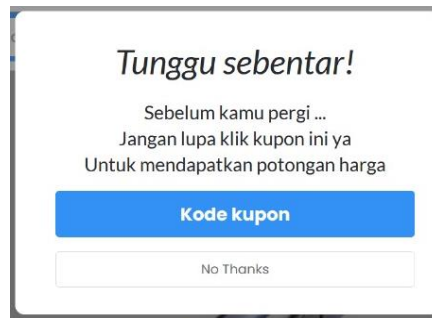 Tunggu sebentar!
Sebelum kamu pergi ...
Jangan lupa klik kupon ini ya
Untuk mendapatkan potongan harga
Kode kupon
No Thanks